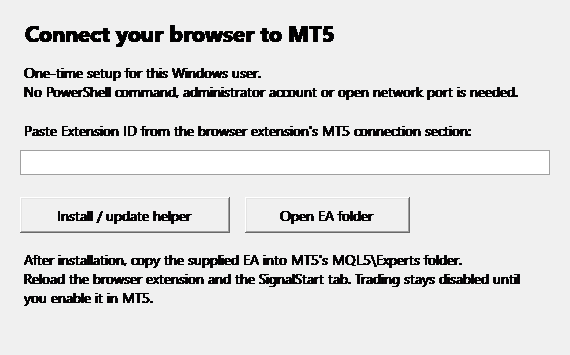 Connect your browser to MT5
One-time setup for this Windows user.
No PowerShell command, administrator account or open network port is needed.
Paste Extension ID from the browser extension's MT5 connection section:
Install / update helper
Open EA folder
After installation, copy the supplied EA into MT5's MQL5\Experts folder.
Reload the browser extension and the SignalStart tab. Trading stays disabled until
you enable it in MT5.